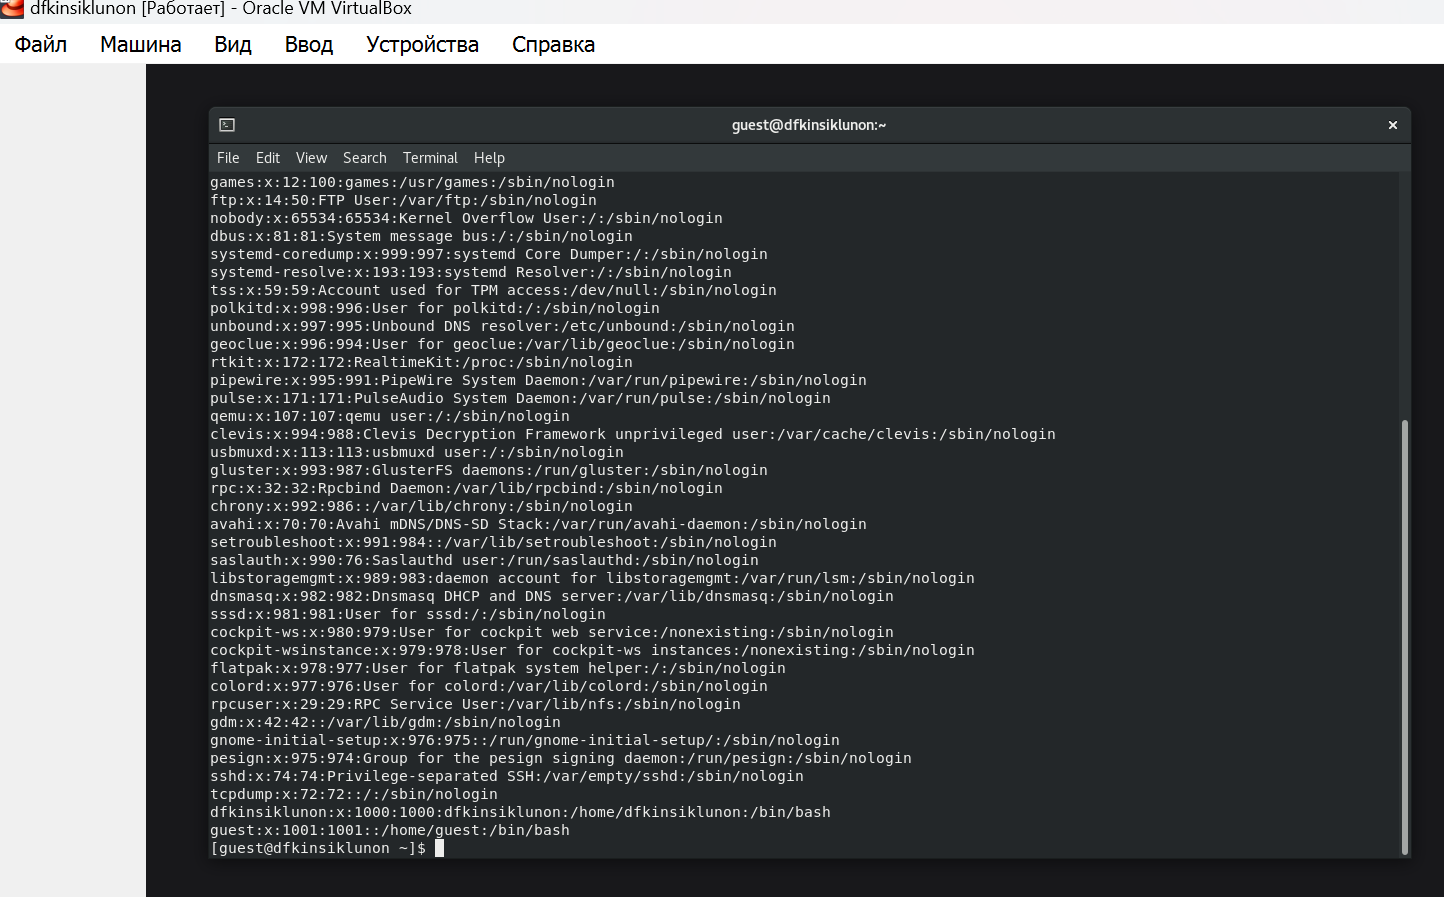 dfkinsiklunon [Работает] - Oracle VM VirtualBox
Файл Машина Вид Ввод Устройства Справка
guest@dfkinsiklunon:~
File Edit View Search Terminal Help
games:x:12:100:games:/usr/games:/sbin/nologin
ftp:x:14:50:FTP User:/var/ftp:/sbin/nologin
nobody:x:65534:65534:Kernel Overflow User:/:/sbin/nologin
dbus:x:81:81:System message bus:/:/sbin/nologin
systemd-coredump:x:999:997:systemd Core Dumper:/:/sbin/nologin
systemd-resolve:x:193:193:systemd Resolver:/:/sbin/nologin
tss:x:59:59:Account used for TPM access:/dev/null:/sbin/nologin
polkitd:x:998:996:User for polkitd:/:/sbin/nologin
unbound:x:997:995:Unbound DNS resolver:/etc/unbound:/sbin/nologin
geoclue:x:996:994:User for geoclue:/var/lib/geoclue:/sbin/nologin
rtkit:x:172:172:RealtimeKit:/proc:/sbin/nologin
pipewire:x:995:991:PipeWire System Daemon:/var/run/pipewire:/sbin/nologin
pulse:x:171:171:PulseAudio System Daemon:/var/run/pulse:/sbin/nologin
qemu:x:107:107:qemu user:/:/sbin/nologin
clevis:x:994:988:Clevis Decryption Framework unprivileged user:/var/cache/clevis:/sbin/nologin
usbmuxd:x:113:113:usbmuxd user:/:/sbin/nologin
gluster:x:993:987:GlusterFS daemons:/run/gluster:/sbin/nologin
rpc:x:32:32:Rpcbind Daemon:/var/lib/rpcbind:/sbin/nologin
chrony:x:992:986::/var/lib/chrony:/sbin/nologin
avahi:x:70:70:Avahi mDNS/DNS-SD Stack:/var/run/avahi-daemon:/sbin/nologin
setroubleshoot:x:991:984::/var/lib/setroubleshoot:/sbin/nologin
saslauth:x:990:76:Saslauthd user:/run/saslauthd:/sbin/nologin
libstoragemgmt:x:989:983:daemon account for libstoragemgmt:/var/run/lsm:/sbin/nologin
dnsmasq:x:982:982:Dnsmasq DHCP and DNS server:/var/lib/dnsmasq:/sbin/nologin
sssd:x:981:981:User for sssd:/:/sbin/nologin
cockpit-ws:x:980:979:User for cockpit web service:/nonexisting:/sbin/nologin
cockpit-wsinstance:x:979:978:User for cockpit-ws instances:/nonexisting:/sbin/nologin
flatpak:x:978:977:User for flatpak system helper:/:/sbin/nologin
colord:x:977:976:User for colord:/var/lib/colord:/sbin/nologin
rpcuser:x:29:29:RPC Service User:/var/lib/nfs:/sbin/nologin
gdm:x:42:42::/var/lib/gdm:/sbin/nologin
gnome-initial-setup:x:976:975::/run/gnome-initial-setup/:/sbin/nologin
pesign:x:975:974:Group for the pesign signing daemon:/run/pesign:/sbin/nologin
sshd:x:74:74:Privilege-separated SSH:/var/empty/sshd:/sbin/nologin
tcpdump:x:72:72::/:/sbin/nologin
dfkinsiklunon:x:1000:1000:dfkinsiklunon:/home/dfkinsiklunon:/bin/bash
guest:x:1001:1001::/home/guest:/bin/bash
[guest@dfkinsiklunon ~]$